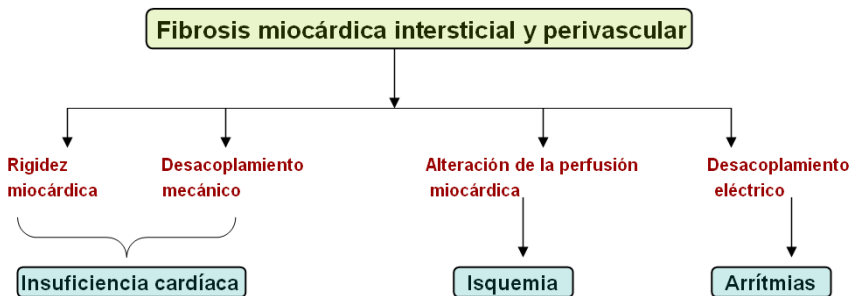 Fibrosis miocárdica intersticial y perivascular
Rigidez
miocárdica
Desacoplamiento
mecánico
Alteración de la perfusión
miocárdica
Desacoplamiento
eléctrico
Insuficiencia cardíaca
Isquemia
Arrítmias